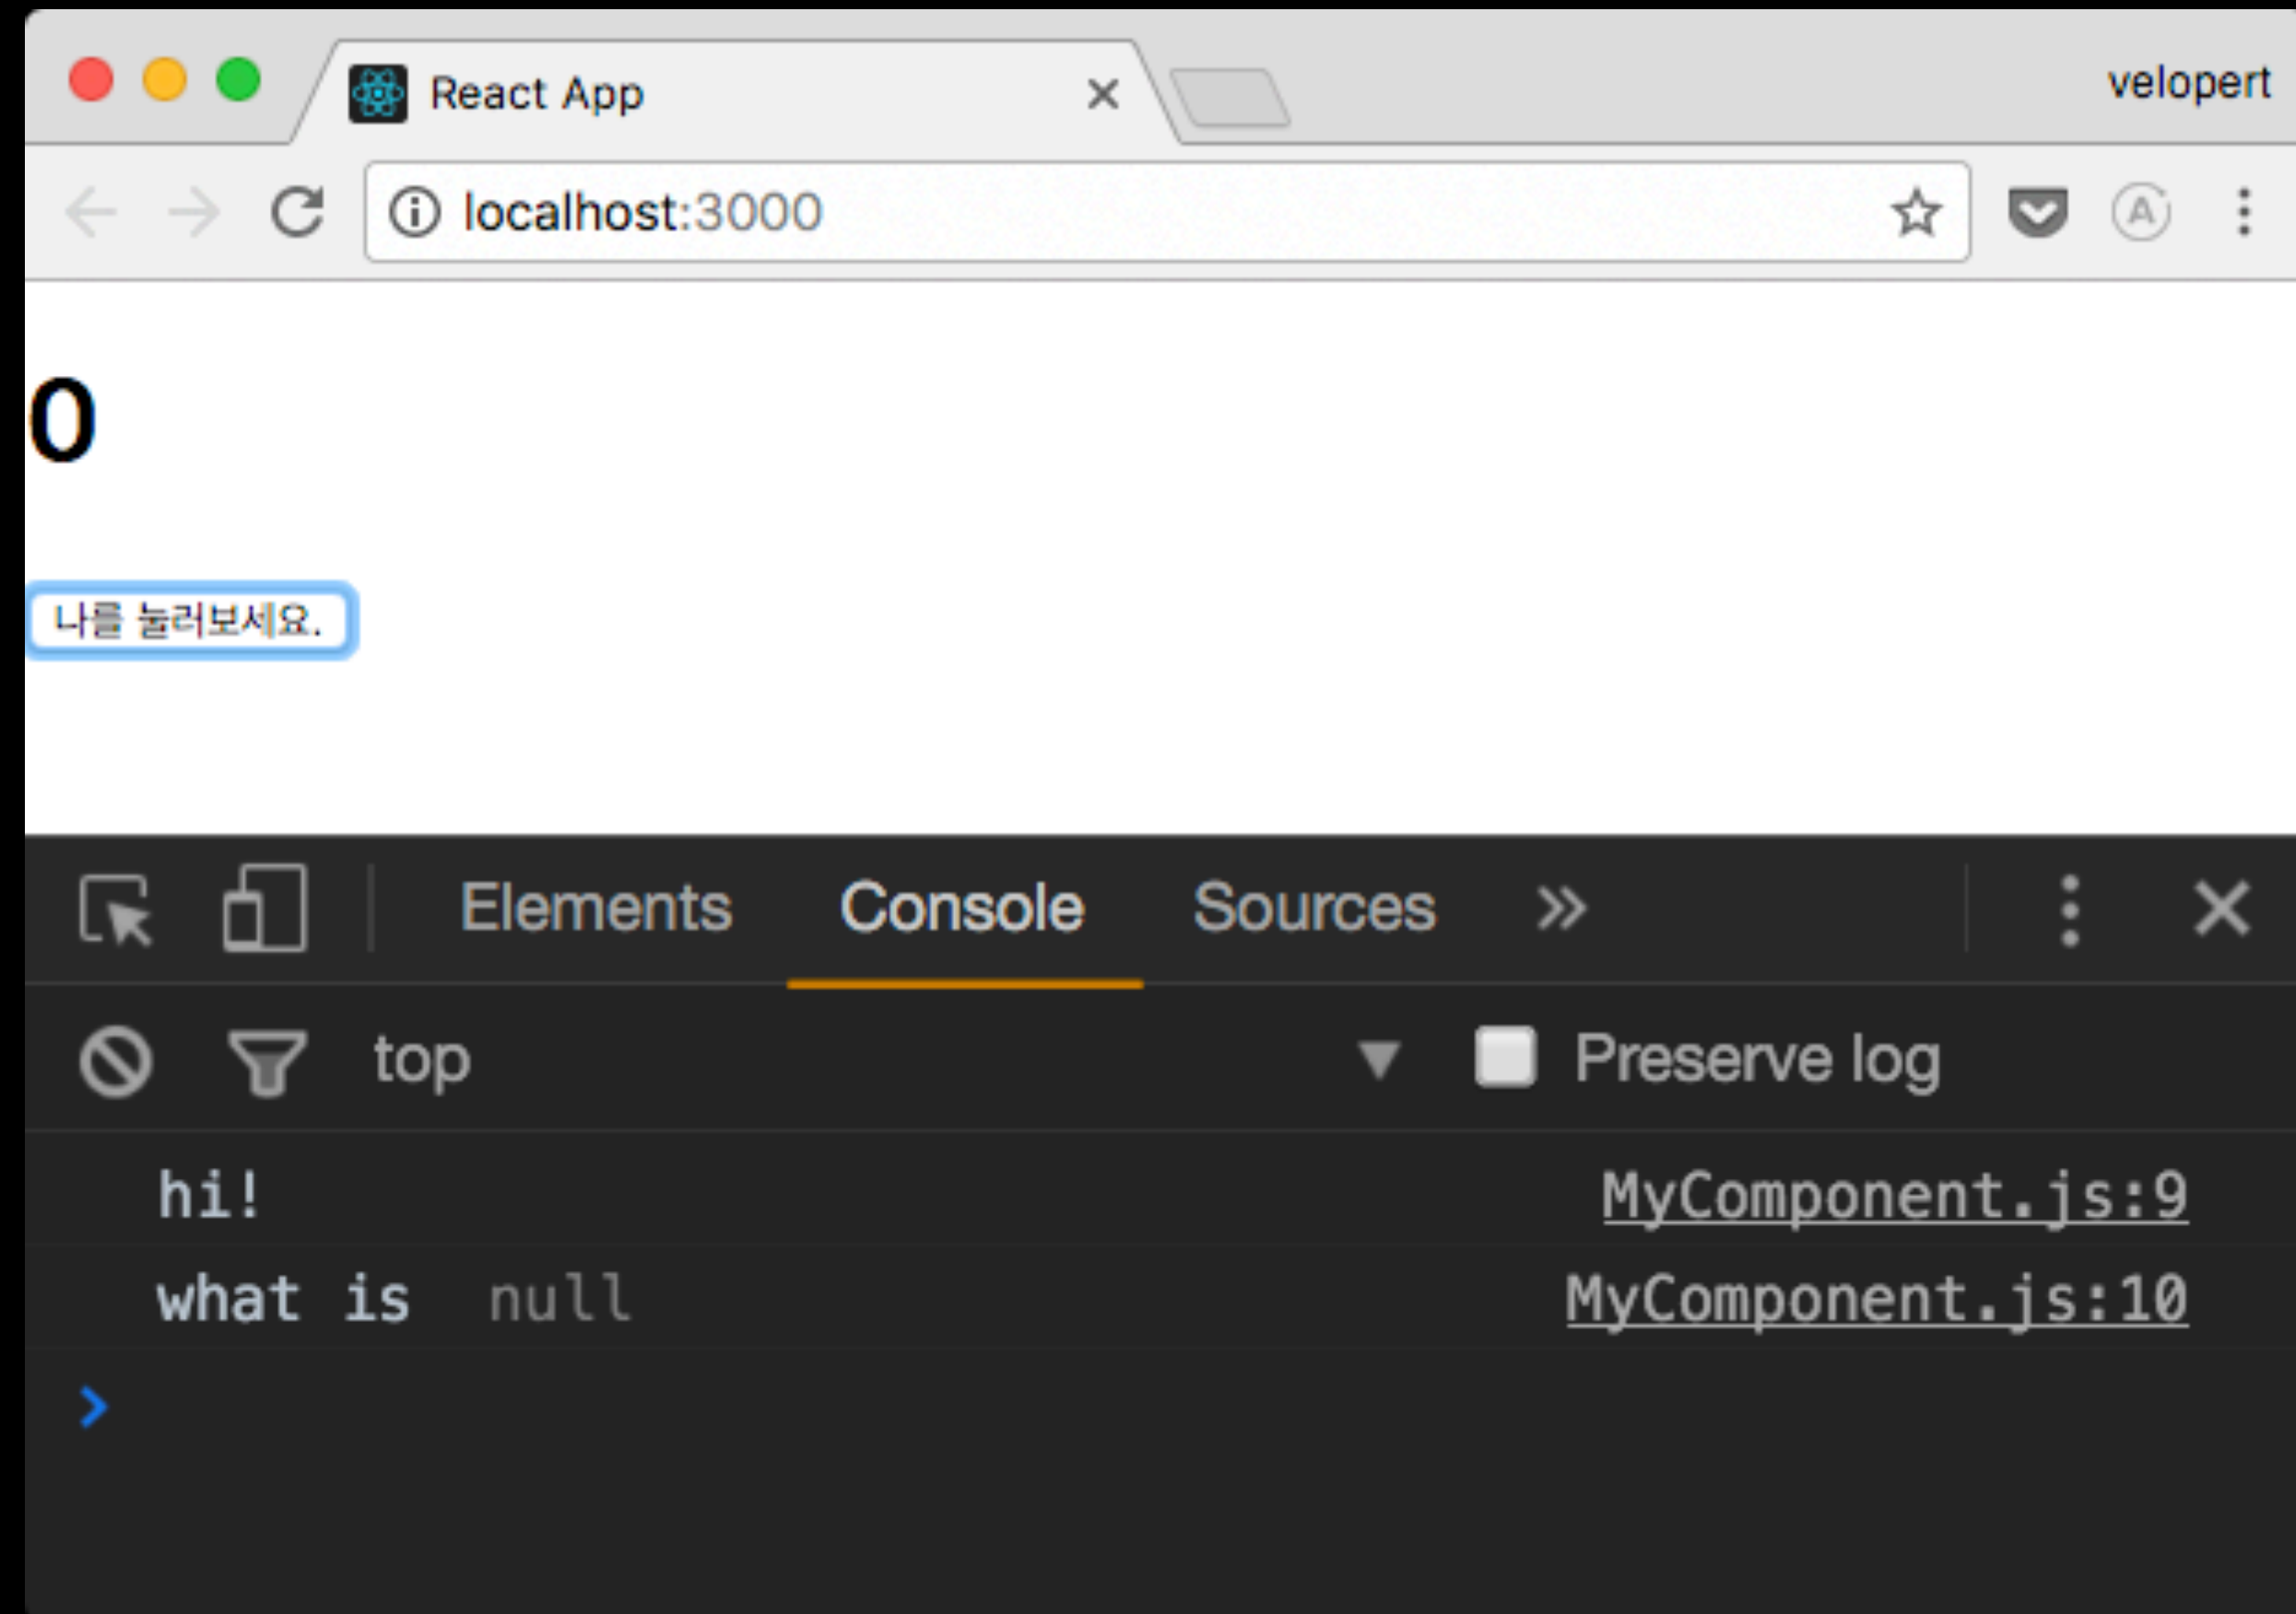 React App
velopert
localhost:3000
0
나를 눌러보세요.
Elements Console Sources
top Preserve log
hi! MyComponent.js:9
what is null MyComponent.js:10